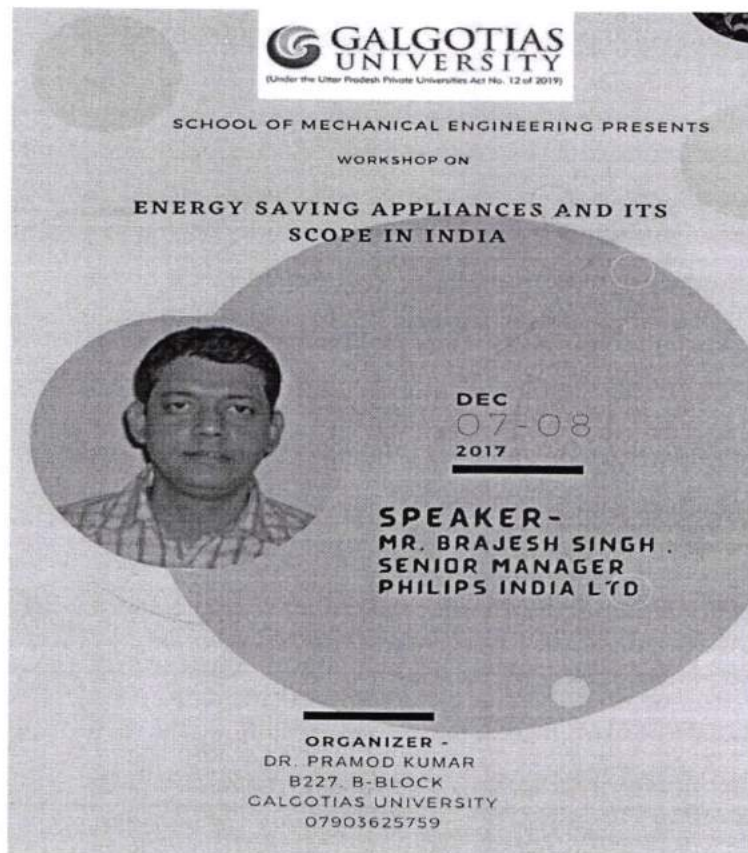 GALGOTIAS
UNIVERSITY
(Under the Uttar Pradesh Private Universities Act No. 12 of 2019)
SCHOOL OF MECHANICAL ENGINEERING PRESENTS
WORKSHOP ON
ENERGY SAVING APPLIANCES AND ITS
SCOPE IN INDIA
DEC
07-08
2017
SPEAKER-
MR. BRAJESH SINGH .
SENIOR MANAGER
PHILIPS INDIA LTD
ORGANIZER -
DR. PRAMOD KUMAR
B227, B-BLOCK
GALGOTIAS UNIVERSITY
07903625759